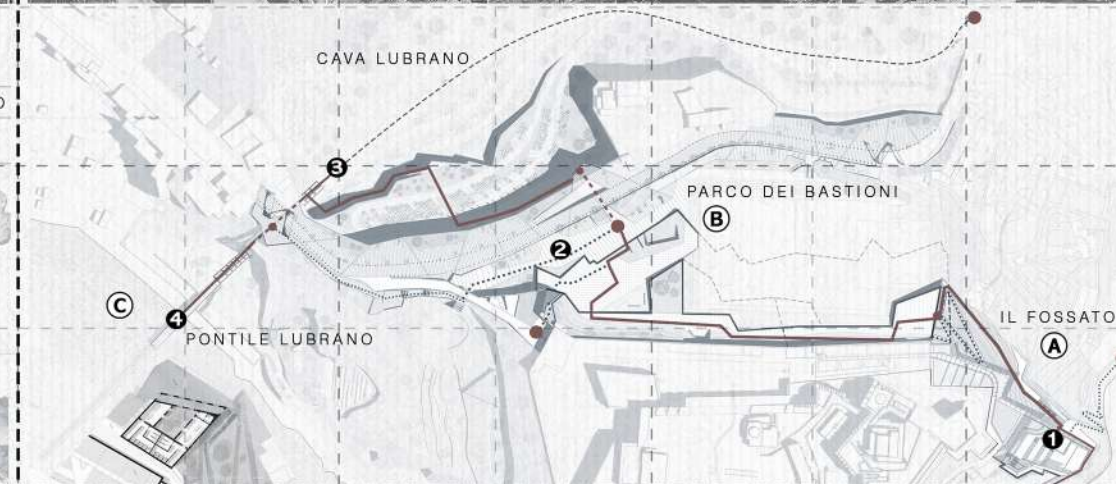 CAVA LUBRANO
3
PARCO DEI BASTIONI
B
2
C
4
PONTILE LUBRANO
IL FOSSATO
A
1
O